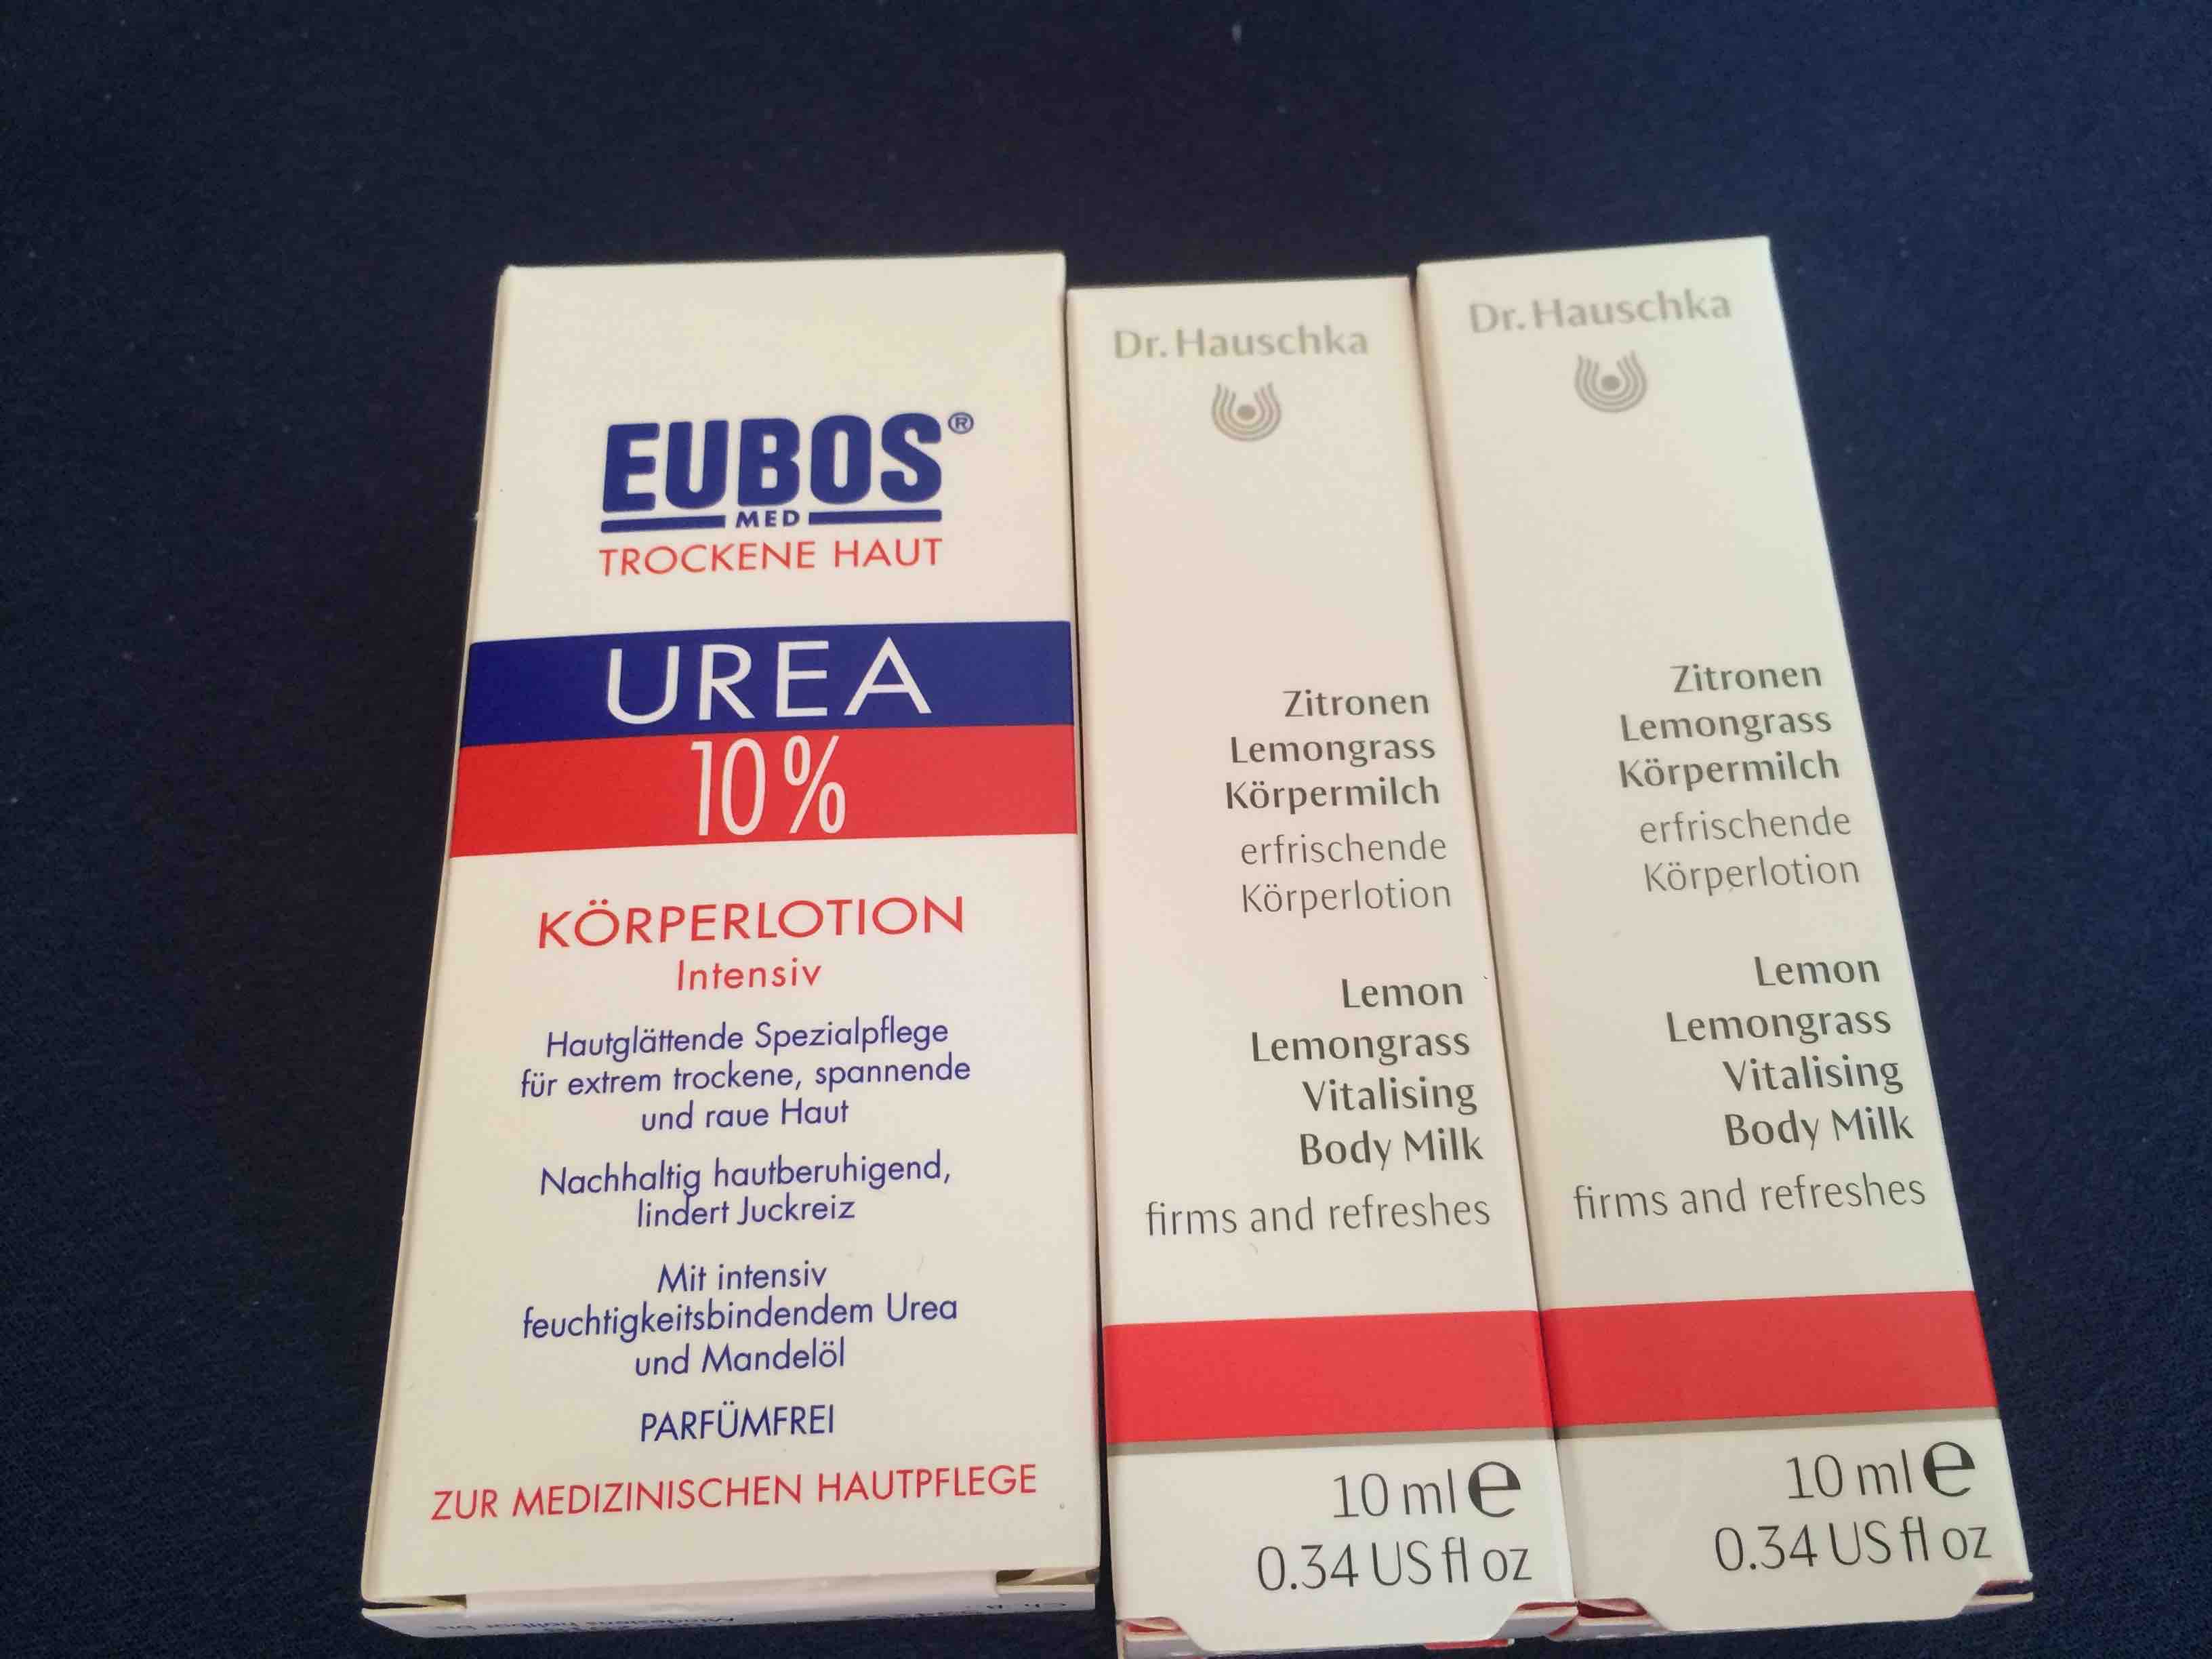 EUBOS®
MED
TROCKENE HAUT
UREA
10%
KÖRPERLOTION
Intensiv
Hautglättende Spezialpflege
für extrem trockene, spannende
und raue Haut
Nachhaltig hautberuhigend,
lindert Juckreiz
Mit intensiv
feuchtigkeitsbindendem Urea
und Mandelöl
PARFÜMFREI
ZUR MEDIZINISCHEN HAUTPFLEGE
Dr. Hauschka
Zitronen
Lemongrass
Körpermilch
erfrischende
Körperlotion
Lemon
Lemongrass
Vitalising
Body Milk
firms and refreshes
10 ml e
0.34 US fl oz
Dr. Hauschka
Zitronen
Lemongrass
Körpermilch
erfrischende
Körperlotion
Lemon
Lemongrass
Vitalising
Body Milk
firms and refreshes
10 ml e
0.34 US fl oz